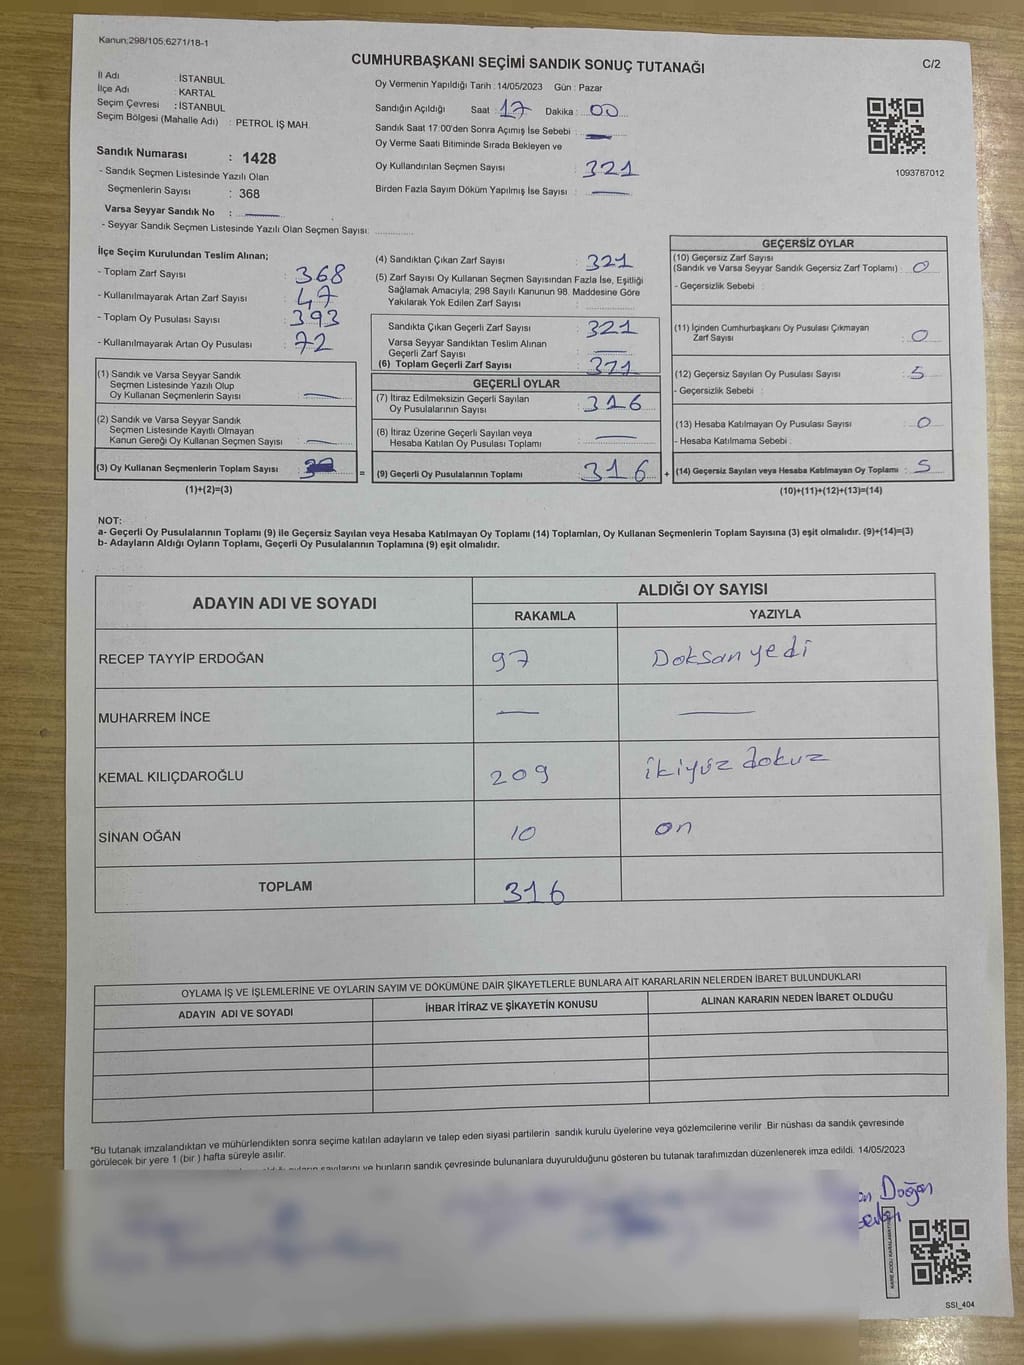 Kanun;298/105;6271/18-1
CUMHURBAŞKANI SEÇİMİ SANDIK SONUÇ TUTANAĞI
C/2
İl Adı : İSTANBUL
İlçe Adı : KARTAL
Seçim Çevresi : İSTANBUL
Seçim Bölgesi (Mahalle Adı) : PETROL İŞ MAH.
Sandık Numarası : 1428
- Sandık Seçmen Listesinde Yazılı Olan
Seçmenlerin Sayısı : 368
Varsa Seyyar Sandık No :
- Seyyar Sandık Seçmen Listesinde Yazılı Olan Seçmen Sayısı:
Oy Vermenin Yapıldığı Tarih : 14/05/2023 Gün : Pazar
Sandığın Açıldığı Saat : 17 Dakika : 00
Sandık Saat 17:00'den Sonra Açımış İse Sebebi :
Oy Verme Saati Bitiminde Sırada Bekleyen ve
Oy Kullandırılan Seçmen Sayısı : 321
Birden Fazla Sayım Döküm Yapılmış İse Sayısı :
1093787012
İlçe Seçim Kurulundan Teslim Alınan;
- Toplam Zarf Sayısı : 368
- Kullanılmayarak Artan Zarf Sayısı : 47
- Toplam Oy Pusulası Sayısı : 393
- Kullanılmayarak Artan Oy Pusulası : 72
(1) Sandık ve Varsa Seyyar Sandık
Seçmen Listesinde Yazılı Olup
Oy Kullanan Seçmenlerin Sayısı :
(2) Sandık ve Varsa Seyyar Sandık
Seçmen Listesinde Kayıtlı Olmayan
Kanun Gereği Oy Kullanan Seçmen Sayısı :
(3) Oy Kullanan Seçmenlerin Toplam Sayısı :
(1)+(2)=(3)
(4) Sandıktan Çıkan Zarf Sayısı : 321
(5) Zarf Sayısı Oy Kullanan Seçmen Sayısından Fazla İse, Eşitliği
Sağlamak Amacıyla; 298 Sayılı Kanunun 98. Maddesine Göre
Yakılarak Yok Edilen Zarf Sayısı :
Sandıkta Çıkan Geçerli Zarf Sayısı : 321
Varsa Seyyar Sandıktan Teslim Alınan
Geçerli Zarf Sayısı :
(6) Toplam Geçerli Zarf Sayısı : 321
GEÇERLİ OYLAR
(7) İtiraz Edilmeksizin Geçerli Sayılan
Oy Pusulalarının Sayısı : 316
(8) İtiraz Üzerine Geçerli Sayılan veya
Hesaba Katılan Oy Pusulası Toplamı :
= (9) Geçerli Oy Pusulalarının Toplamı : 316
GEÇERSİZ OYLAR
(10) Geçersiz Zarf Sayısı
(Sandık ve Varsa Seyyar Sandık Geçersiz Zarf Toplamı) : 0
- Geçersizlik Sebebi :
(11) İçinden Cumhurbaşkanı Oy Pusulası Çıkmayan
Zarf Sayısı : 0
(12) Geçersiz Sayılan Oy Pusulası Sayısı : 5
- Geçersizlik Sebebi :
(13) Hesaba Katılmayan Oy Pusulası Sayısı : 0
- Hesaba Katılmama Sebebi :
+ (14) Geçersiz Sayılan veya Hesaba Katılmayan Oy Toplamı : 5
(10)+(11)+(12)+(13)=(14)
NOT:
a- Geçerli Oy Pusulalarının Toplamı (9) ile Geçersiz Sayılan veya Hesaba Katılmayan Oy Toplamı (14) Toplamları, Oy Kullanan Seçmenlerin Toplam Sayısına (3) eşit olmalıdır. (9)+(14)=(3)
b- Adayların Aldığı Oyların Toplamı, Geçerli Oy Pusulalarının Toplamına (9) eşit olmalıdır.
ADAYIN ADI VE SOYADI
ALDIĞI OY SAYISI
RAKAMLA YAZIYLA
RECEP TAYYİP ERDOĞAN 97 Doksan yedi
MUHARREM İNCE
KEMAL KILIÇDAROĞLU 209 ikiyüz dokuz
SİNAN OĞAN 10 on
TOPLAM 316
OYLAMA İŞ VE İŞLEMLERİNE VE OYLARIN SAYIM VE DÖKÜMÜNE DAİR ŞİKAYETLERLE BUNLARA AİT KARARLARIN NELERDEN İBARET BULUNDUKLARI
ADAYIN ADI VE SOYADI İHBAR İTİRAZ VE ŞİKAYETİN KONUSU ALINAN KARARIN NEDEN İBARET OLDUĞU
*Bu tutanak imzalandıktan ve mühürlendikten sonra seçime katılan adayların ve talep eden siyasi partilerin sandık kurulu üyelerine veya gözlemcilerine verilir .Bir nüshası da sandık çevresinde
görülecek bir yere 1 (bir ) hafta süreyle asılır.
sayılarını ve bunların sandık çevresinde bulunanlara duyurulduğunu gösteren bu tutanak tarafımızdan düzenlenerek imza edildi. 14/05/2023
Doğan
SSI_404